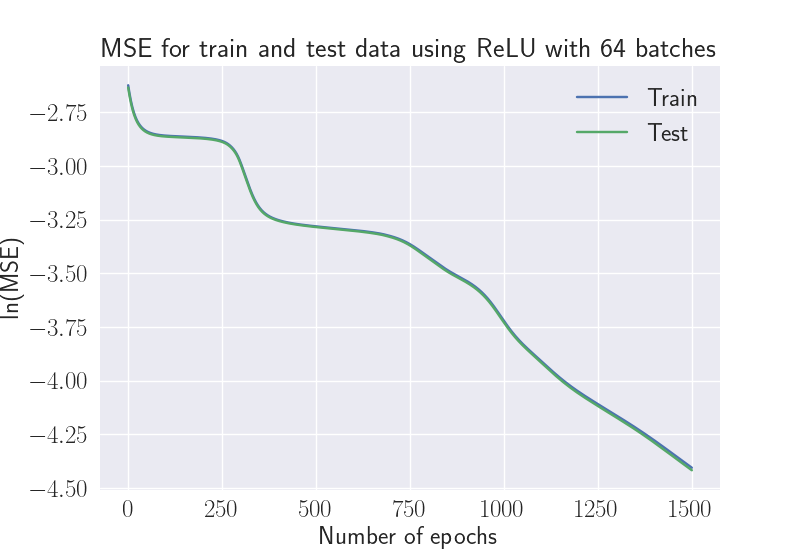 MSE for train and test data using ReLU with 64 batches
Train
Test
−2.75
−3.00
−3.25
−3.50
−3.75
−4.00
−4.25
−4.50
ln(MSE)
0 250 500 750 1000 1250 1500
Number of epochs